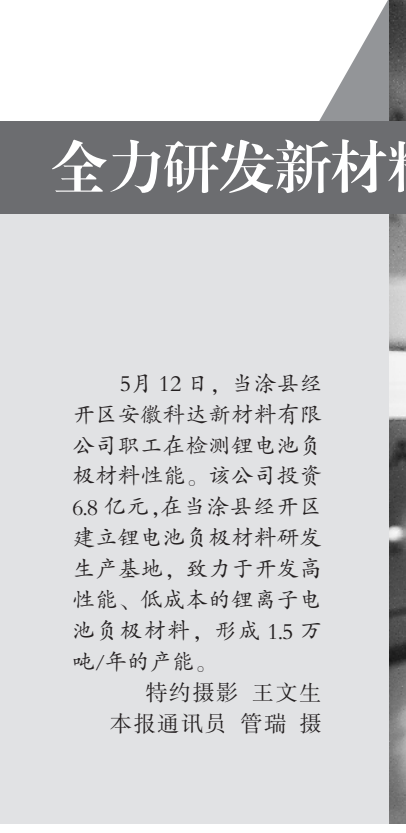 全力研发新材料
5月 12 日，当涂县经
开区安徽科达新材料有限
公司职工在检测锂电池负
极材料性能。该公司投资
6.8 亿元,在当涂县经开区
建立锂电池负极材料研发
生产基地，致力于开发高
性能、低成本的锂离子电
池负极材料，形成 1.5 万
吨/年的产能。
特约摄影 王文生
本报通讯员 管瑞 摄